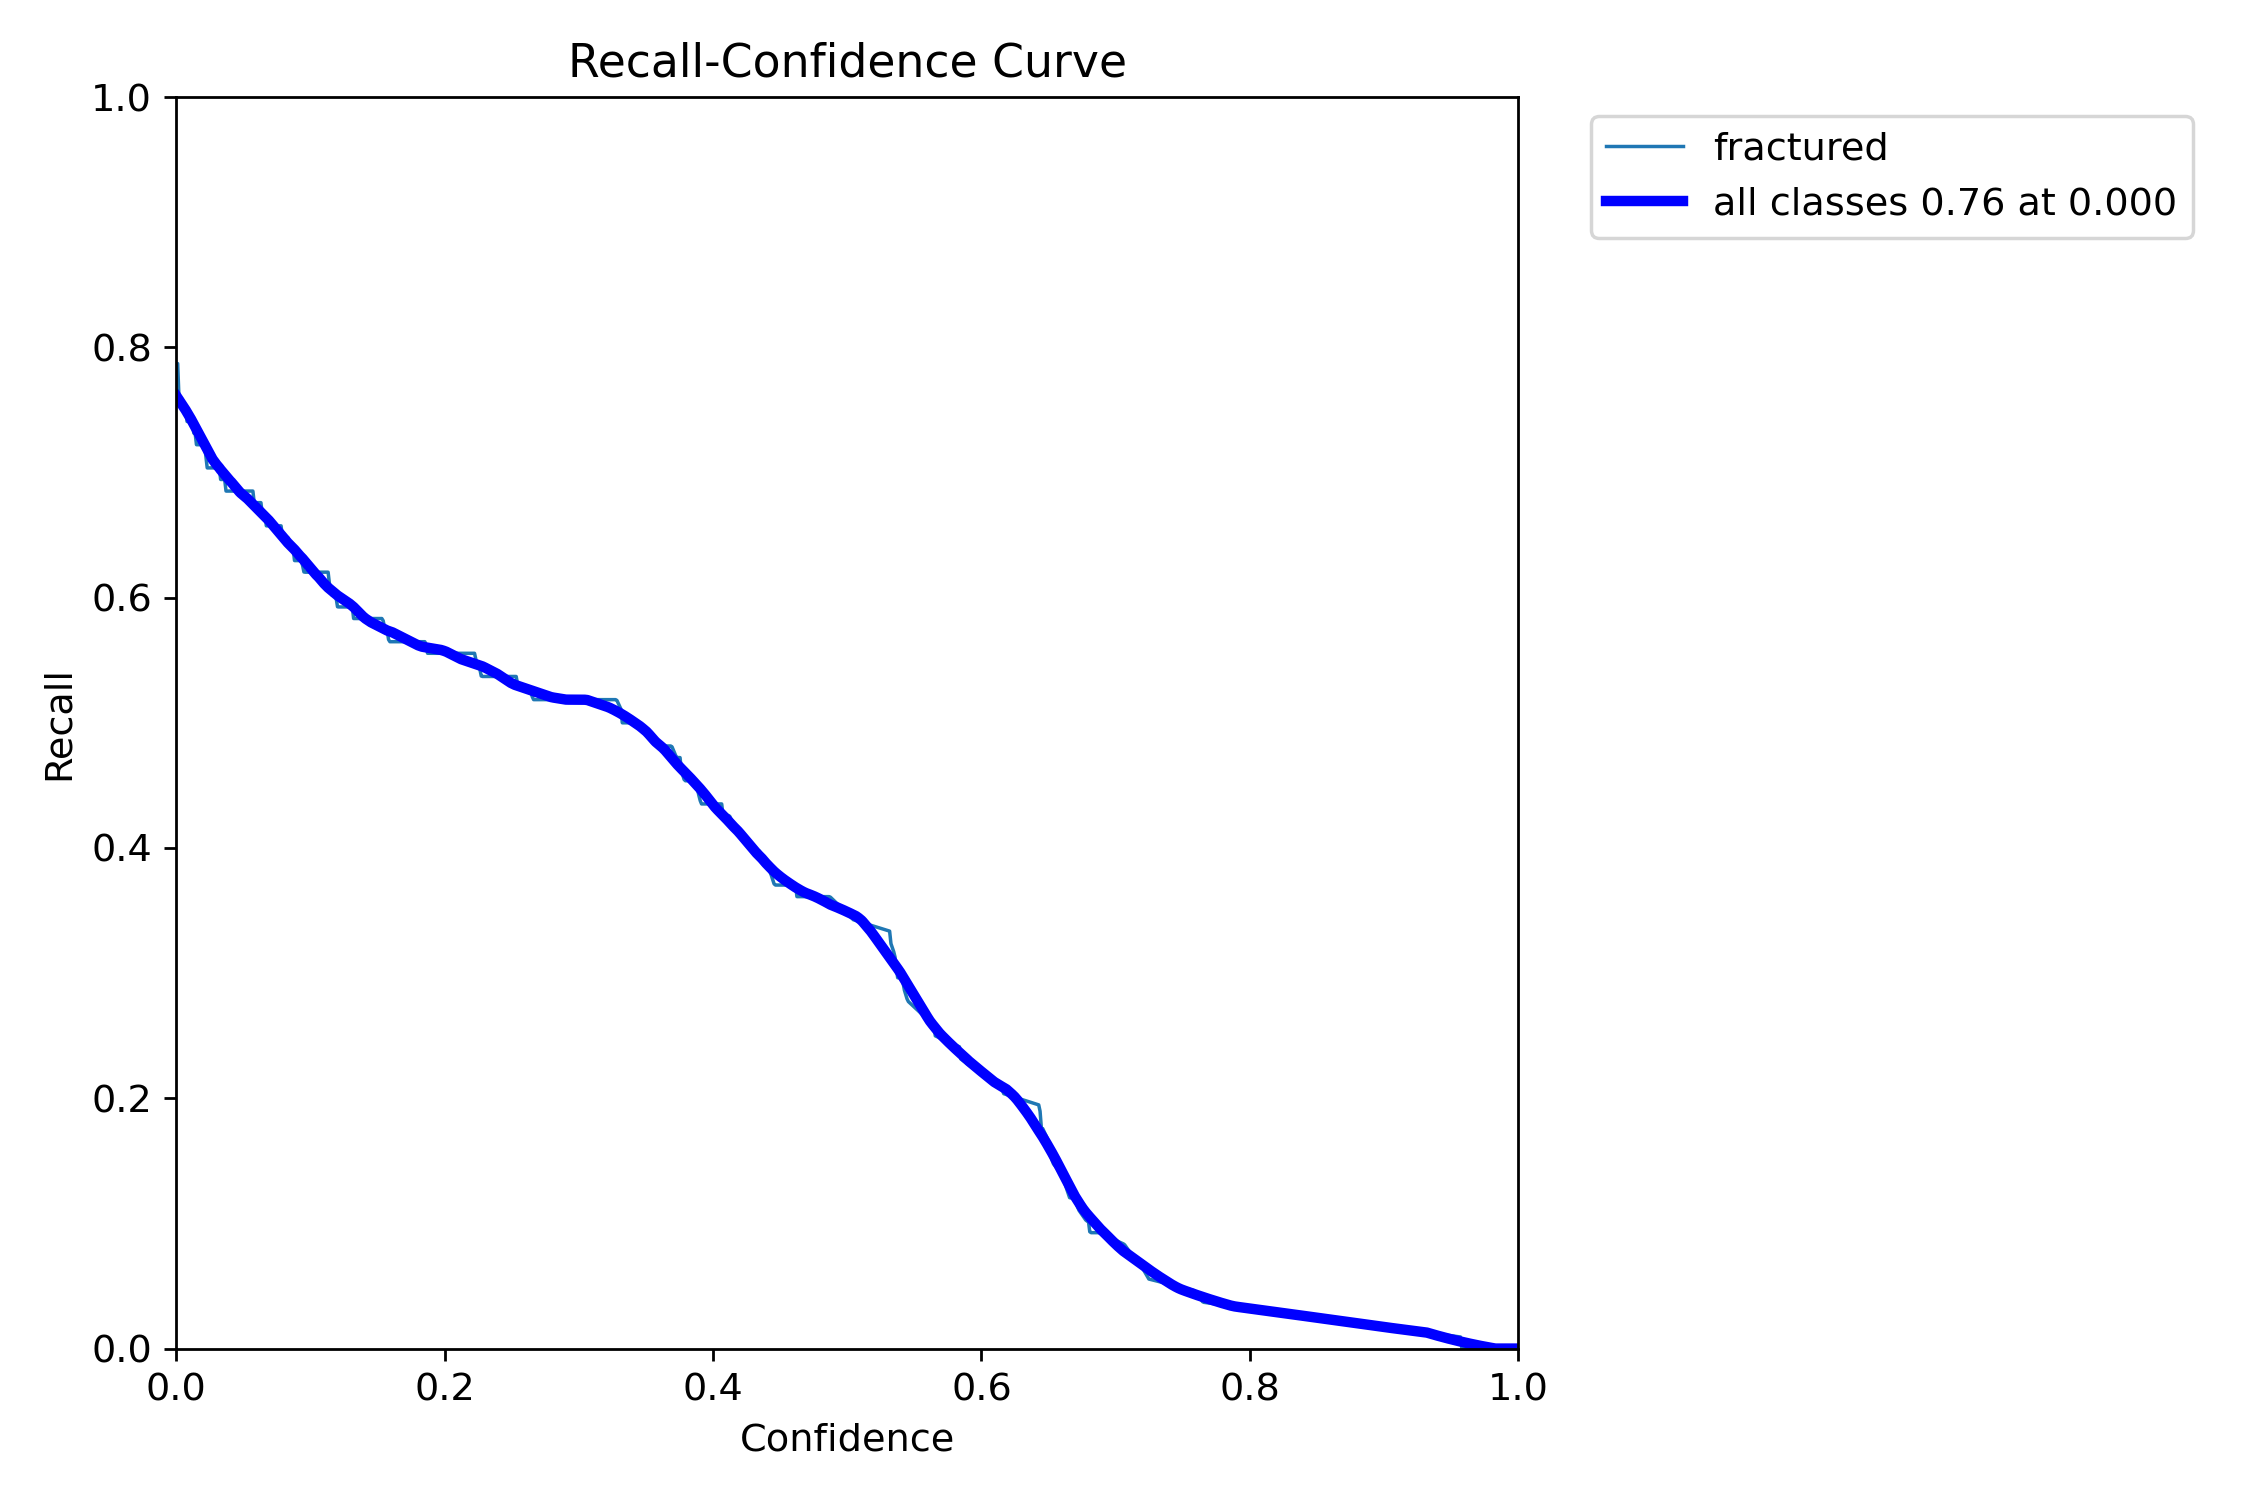 Recall-Confidence Curve
fractured
all classes 0.76 at 0.000
1.0
0.8
0.6
0.4
0.2
0.0
Recall
0.0 0.2 0.4 0.6 0.8 1.0
Confidence